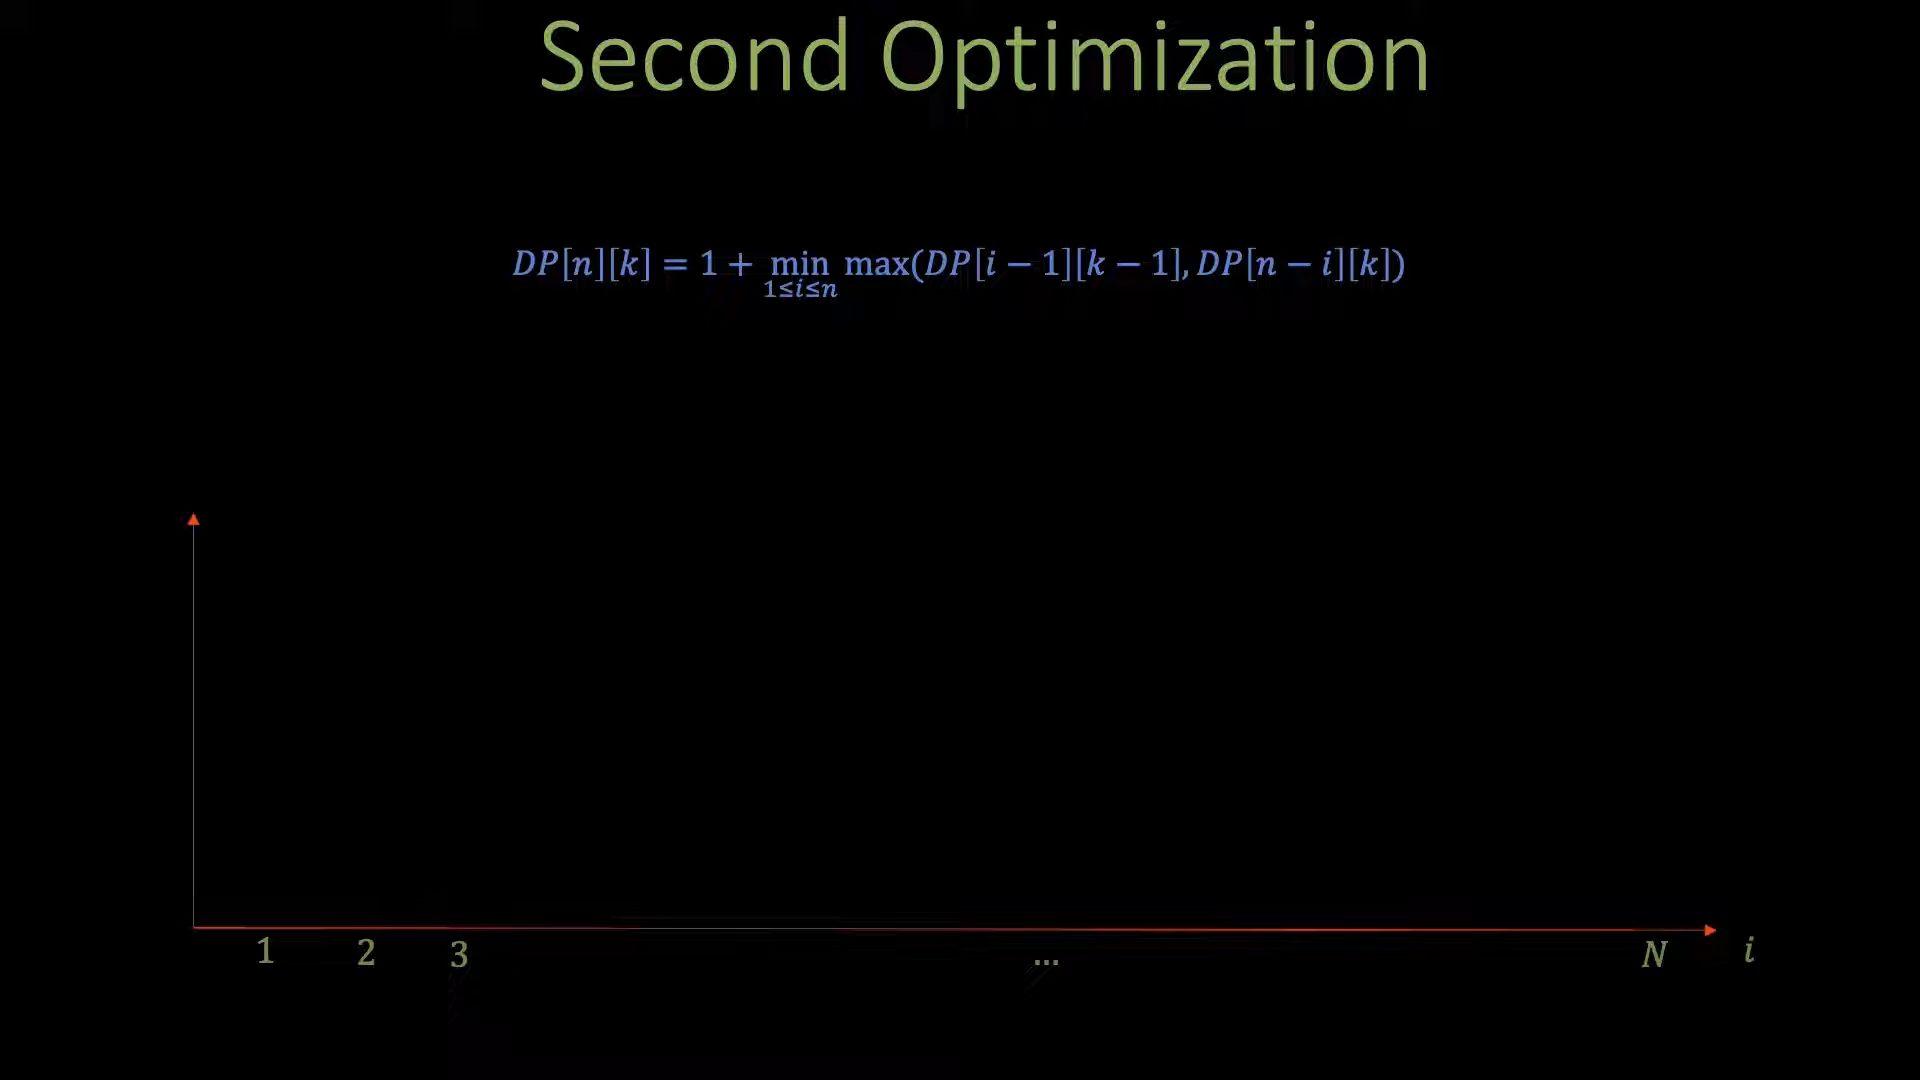 Second Optimization
DP[n][k] = 1 + min max(DP[i − 1][k − 1], DP[n − i][k])
1≤i≤n
1 2 3 ... N i